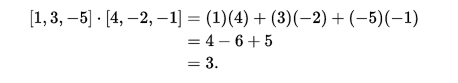 [1, 3, −5] · [4, −2, −1] = (1)(4) + (3)(−2) + (−5)(−1)
= 4 − 6 + 5
= 3.